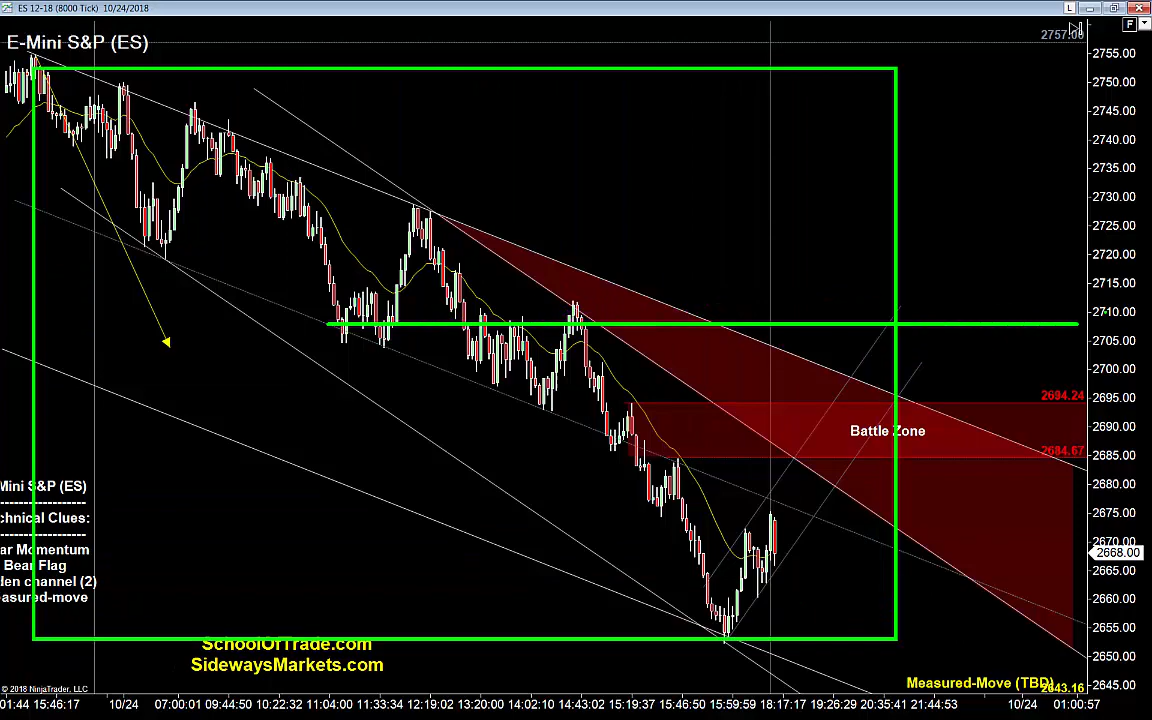 ES 12-18 (8000 Tick) 10/24/2018
L
E-Mini S&P (ES)
F
2757.00
2755.00
2750.00
2745.00
2740.00
2735.00
2730.00
2725.00
2720.00
2715.00
2710.00
2705.00
2700.00
2695.00
2694.24
2690.00
Battle Zone
2685.00
2684.67
2680.00
2675.00
2670.00
2668.00
2665.00
2660.00
2655.00
2650.00
2645.00
Mini S&P (ES)
--------------------
chnical Clues:
--------------------
ar Momentum
Bear Flag
den channel (2)
easured-move
SchoolOfTrade.com
SidewaysMarkets.com
Measured-Move (TBD)
2643.16
© 2018 NinjaTrader, LLC
01:44 15:46:17 10/24 07:00:01 09:44:50 10:22:32 11:04:00 11:33:34 12:19:02 13:20:00 14:02:10 14:43:02 15:19:37 15:46:50 15:59:59 18:17:17 19:26:29 20:35:41 21:44:53 10/24 01:00:57